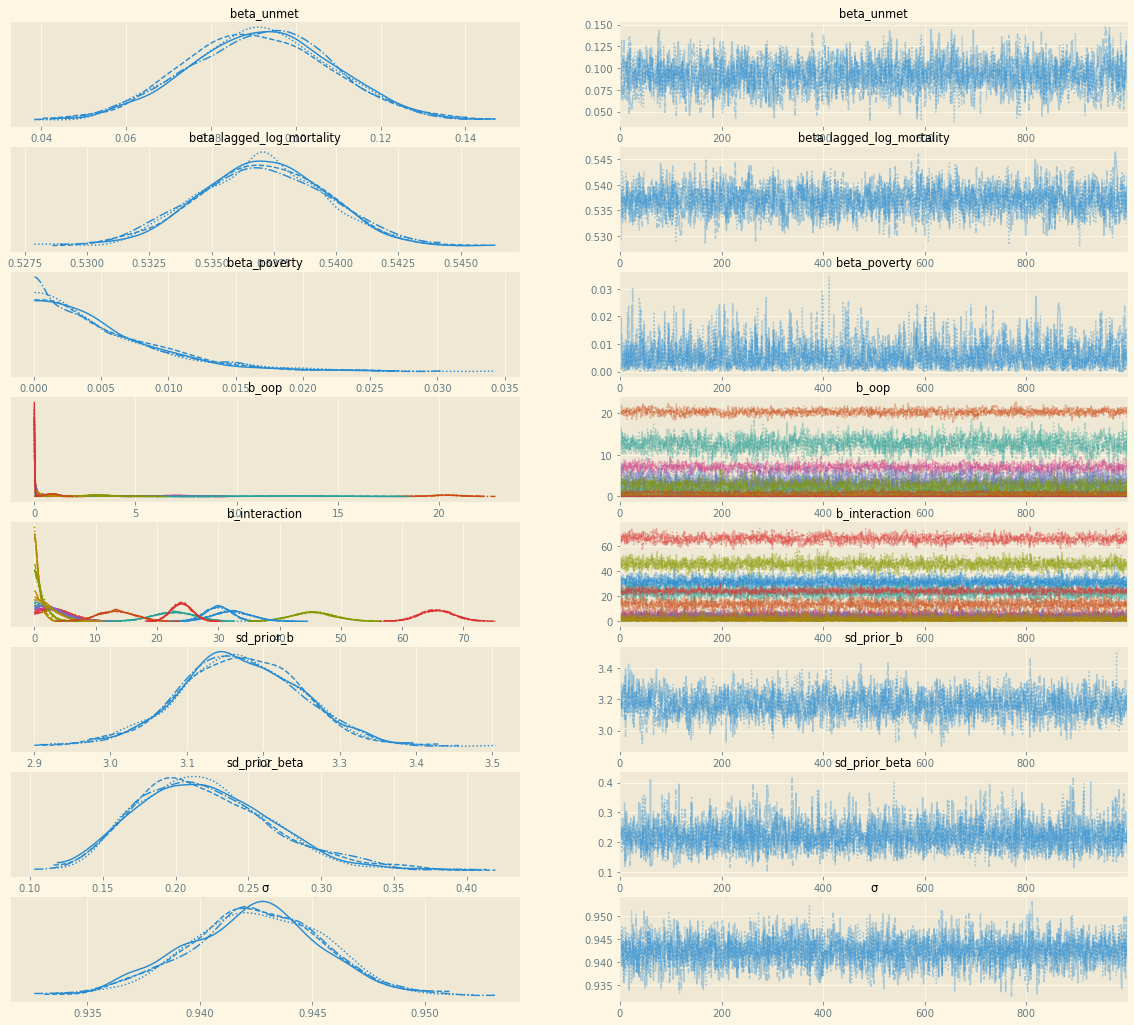 beta_unmet beta_unmet
0.150
0.125
0.100
0.075
0.050
0.04 0.06 0.08 0.10 0.12 0.14 0 200 400 600 800
beta_lagged_log_mortality beta_lagged_log_mortality
0.545
0.540
0.535
0.530
0.5275 0.5300 0.5325 0.5350 0.5375 0.5400 0.5425 0.5450 0 200 400 600 800
beta_poverty beta_poverty
0.03
0.02
0.01
0.00
0.000 0.005 0.010 0.015 0.020 0.025 0.030 0.035 0 200 400 600 800
b_oop b_oop
20
10
0
0 5 10 15 20 0 200 400 600 800
b_interaction b_interaction
60
40
20
0
0 10 20 30 40 50 60 70 0 200 400 600 800
sd_prior_b sd_prior_b
3.4
3.2
3.0
2.9 3.0 3.1 3.2 3.3 3.4 3.5 0 200 400 600 800
sd_prior_beta sd_prior_beta
0.4
0.3
0.2
0.1
0.10 0.15 0.20 0.25 0.30 0.35 0.40 0 200 400 600 800
σ σ
0.950
0.945
0.940
0.935
0.935 0.940 0.945 0.950 0 200 400 600 800